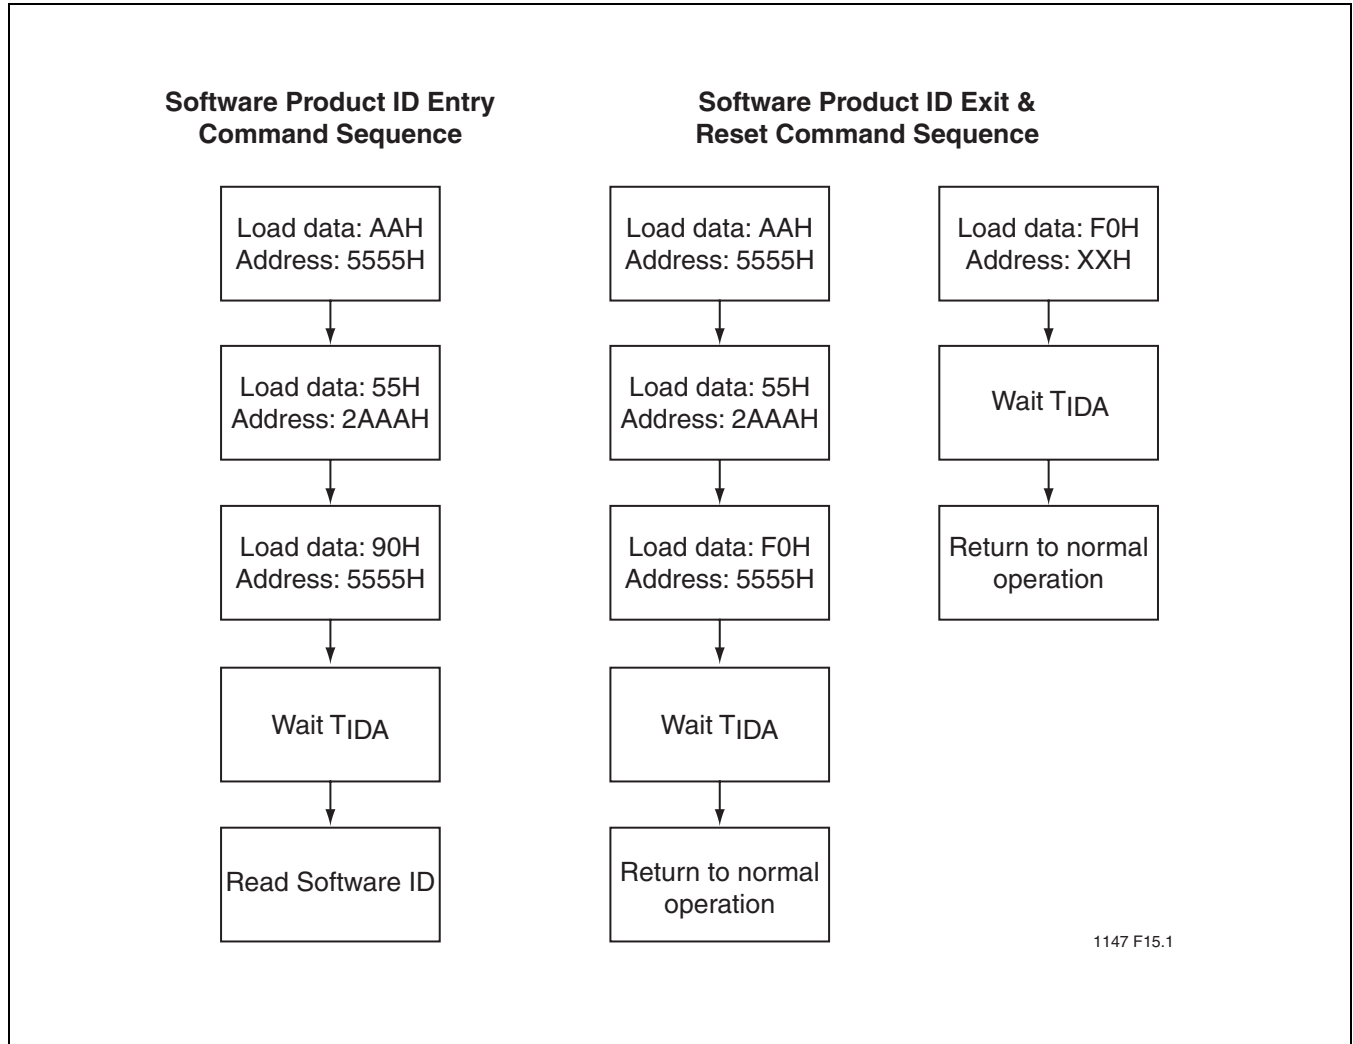 Software Product ID Entry
Command Sequence
Load data: AAH
Address: 5555H
Load data: 55H
Address: 2AAAH
Load data: 90H
Address: 5555H
Wait TIDA
Read Software ID
Software Product ID Exit &
Reset Command Sequence
Load data: AAH
Address: 5555H
Load data: 55H
Address: 2AAAH
Load data: F0H
Address: 5555H
Wait TIDA
Return to normal
operation
Load data: F0H
Address: XXH
Wait TIDA
Return to normal
operation
1147 F15.1